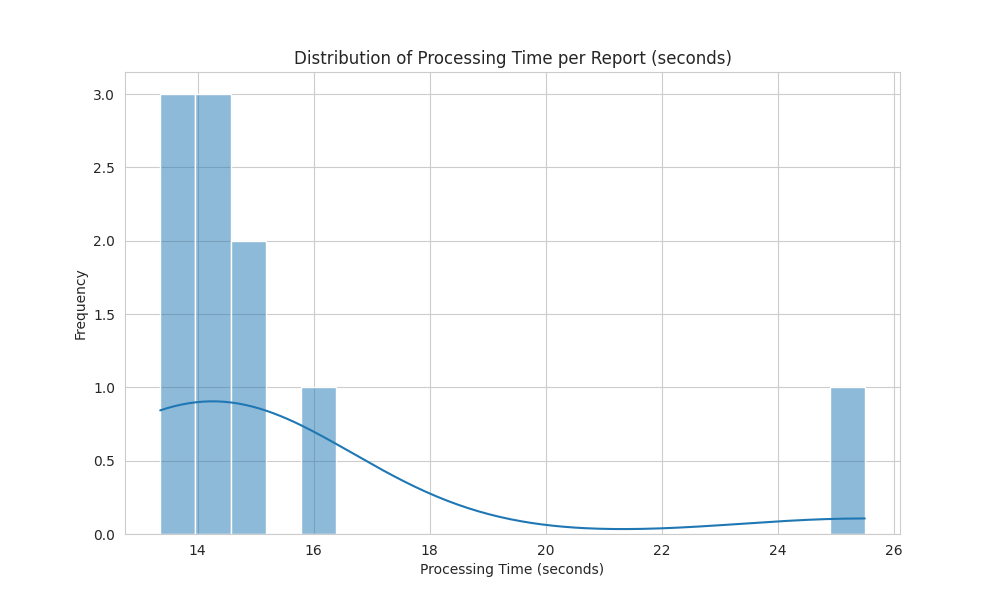 Distribution of Processing Time per Report (seconds)
3.0
2.5
2.0
1.5
1.0
0.5
0.0
Frequency
14 16 18 20 22 24 26
Processing Time (seconds)